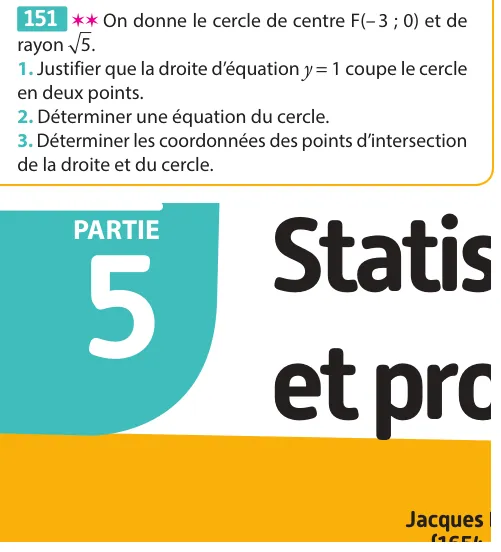 151 ★★ On donne le cercle de centre F(–3 ; 0) et de
rayon √5.
1. Justifier que la droite d'équation y = 1 coupe le cercle
en deux points.
2. Déterminer une équation du cercle.
3. Déterminer les coordonnées des points d'intersection
de la droite et du cercle.
PARTIE
5
Statis
et pro
Jacques